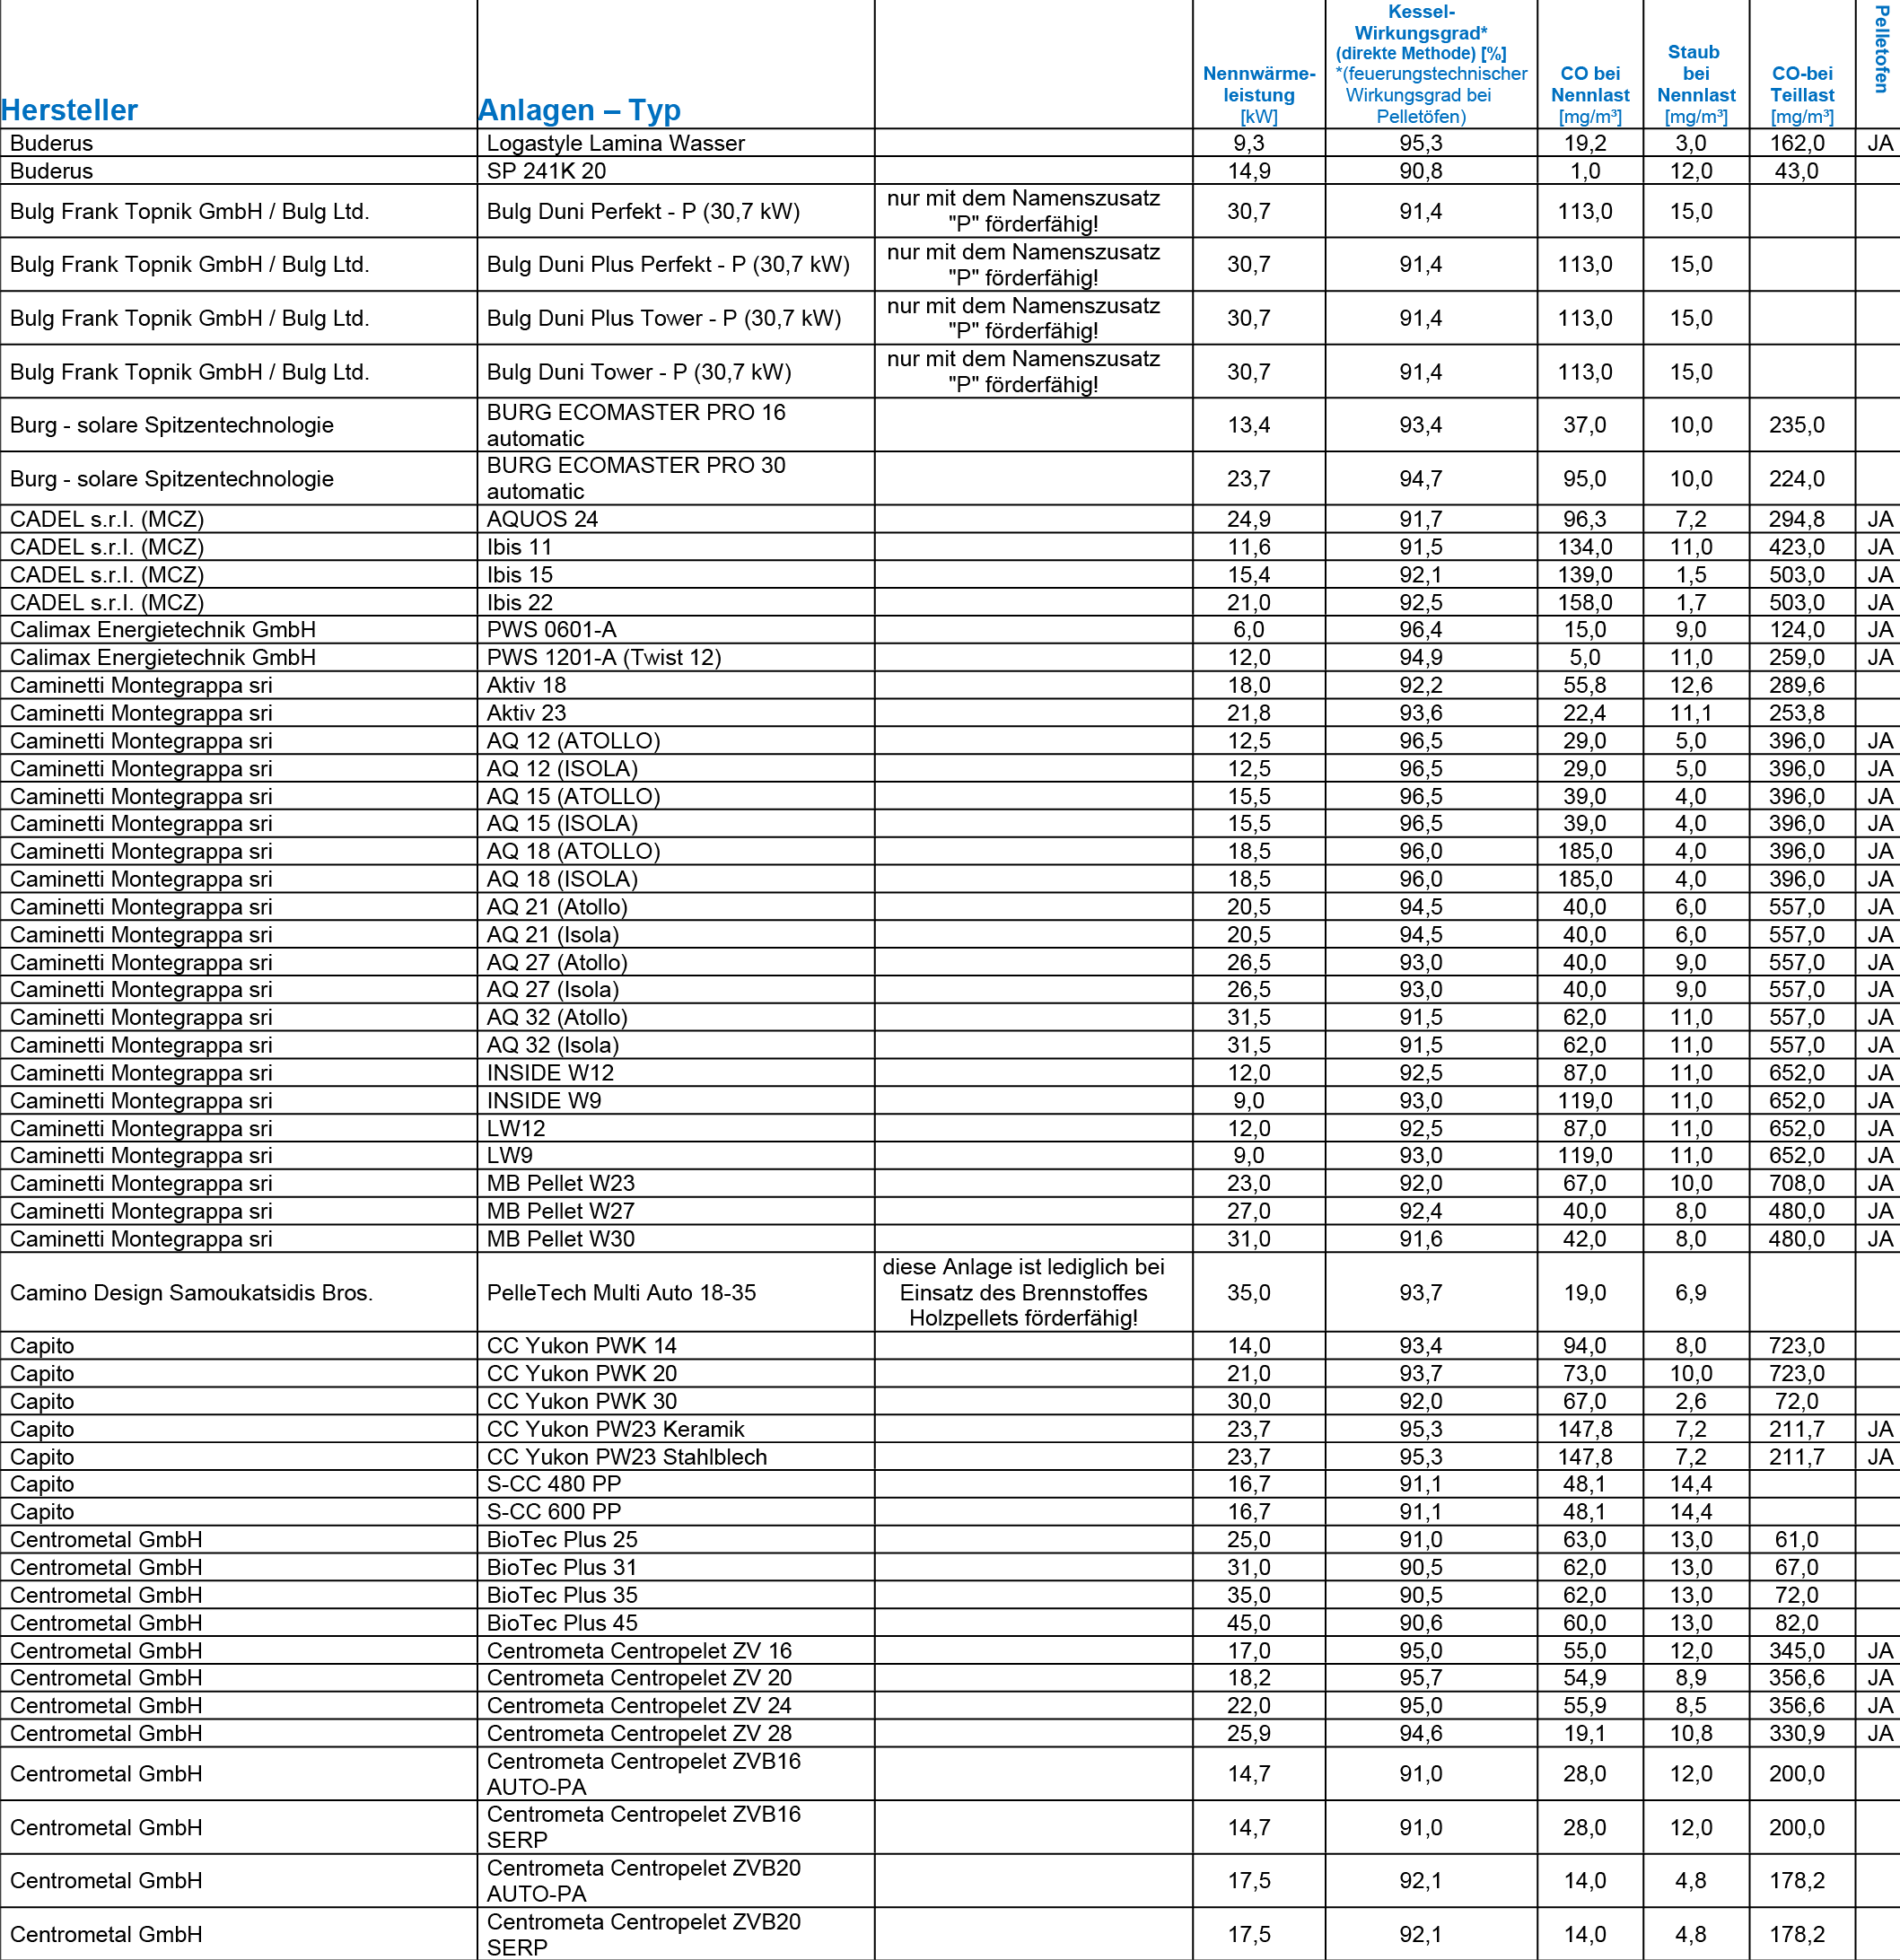 Hersteller Anlagen – Typ Nennwärme-leistung [kW] Kessel-Wirkungsgrad* (direkte Methode) [%] *(feuerungstechnischer Wirkungsgrad bei Pelletöfen) CO bei Nennlast [mg/m³] Staub bei Nennlast [mg/m³] CO-bei Teillast [mg/m³] Pelletofen
Buderus Logastyle Lamina Wasser 9,3 95,3 19,2 3,0 162,0 JA
Buderus SP 241K 20 14,9 90,8 1,0 12,0 43,0
Bulg Frank Topnik GmbH / Bulg Ltd. Bulg Duni Perfekt - P (30,7 kW) nur mit dem Namenszusatz "P" förderfähig! 30,7 91,4 113,0 15,0
Bulg Frank Topnik GmbH / Bulg Ltd. Bulg Duni Plus Perfekt - P (30,7 kW) nur mit dem Namenszusatz "P" förderfähig! 30,7 91,4 113,0 15,0
Bulg Frank Topnik GmbH / Bulg Ltd. Bulg Duni Plus Tower - P (30,7 kW) nur mit dem Namenszusatz "P" förderfähig! 30,7 91,4 113,0 15,0
Bulg Frank Topnik GmbH / Bulg Ltd. Bulg Duni Tower - P (30,7 kW) nur mit dem Namenszusatz "P" förderfähig! 30,7 91,4 113,0 15,0
Burg - solare Spitzentechnologie BURG ECOMASTER PRO 16 automatic 13,4 93,4 37,0 10,0 235,0
Burg - solare Spitzentechnologie BURG ECOMASTER PRO 30 automatic 23,7 94,7 95,0 10,0 224,0
CADEL s.r.l. (MCZ) AQUOS 24 24,9 91,7 96,3 7,2 294,8 JA
CADEL s.r.l. (MCZ) Ibis 11 11,6 91,5 134,0 11,0 423,0 JA
CADEL s.r.l. (MCZ) Ibis 15 15,4 92,1 139,0 1,5 503,0 JA
CADEL s.r.l. (MCZ) Ibis 22 21,0 92,5 158,0 1,7 503,0 JA
Calimax Energietechnik GmbH PWS 0601-A 6,0 96,4 15,0 9,0 124,0 JA
Calimax Energietechnik GmbH PWS 1201-A (Twist 12) 12,0 94,9 5,0 11,0 259,0 JA
Caminetti Montegrappa sri Aktiv 18 18,0 92,2 55,8 12,6 289,6
Caminetti Montegrappa sri Aktiv 23 21,8 93,6 22,4 11,1 253,8
Caminetti Montegrappa sri AQ 12 (ATOLLO) 12,5 96,5 29,0 5,0 396,0 JA
Caminetti Montegrappa sri AQ 12 (ISOLA) 12,5 96,5 29,0 5,0 396,0 JA
Caminetti Montegrappa sri AQ 15 (ATOLLO) 15,5 96,5 39,0 4,0 396,0 JA
Caminetti Montegrappa sri AQ 15 (ISOLA) 15,5 96,5 39,0 4,0 396,0 JA
Caminetti Montegrappa sri AQ 18 (ATOLLO) 18,5 96,0 185,0 4,0 396,0 JA
Caminetti Montegrappa sri AQ 18 (ISOLA) 18,5 96,0 185,0 4,0 396,0 JA
Caminetti Montegrappa sri AQ 21 (Atollo) 20,5 94,5 40,0 6,0 557,0 JA
Caminetti Montegrappa sri AQ 21 (Isola) 20,5 94,5 40,0 6,0 557,0 JA
Caminetti Montegrappa sri AQ 27 (Atollo) 26,5 93,0 40,0 9,0 557,0 JA
Caminetti Montegrappa sri AQ 27 (Isola) 26,5 93,0 40,0 9,0 557,0 JA
Caminetti Montegrappa sri AQ 32 (Atollo) 31,5 91,5 62,0 11,0 557,0 JA
Caminetti Montegrappa sri AQ 32 (Isola) 31,5 91,5 62,0 11,0 557,0 JA
Caminetti Montegrappa sri INSIDE W12 12,0 92,5 87,0 11,0 652,0 JA
Caminetti Montegrappa sri INSIDE W9 9,0 93,0 119,0 11,0 652,0 JA
Caminetti Montegrappa sri LW12 12,0 92,5 87,0 11,0 652,0 JA
Caminetti Montegrappa sri LW9 9,0 93,0 119,0 11,0 652,0 JA
Caminetti Montegrappa sri MB Pellet W23 23,0 92,0 67,0 10,0 708,0 JA
Caminetti Montegrappa sri MB Pellet W27 27,0 92,4 40,0 8,0 480,0 JA
Caminetti Montegrappa sri MB Pellet W30 31,0 91,6 42,0 8,0 480,0 JA
Camino Design Samoukatsidis Bros. PelleTech Multi Auto 18-35 diese Anlage ist lediglich bei Einsatz des Brennstoffes Holzpellets förderfähig! 35,0 93,7 19,0 6,9
Capito CC Yukon PWK 14 14,0 93,4 94,0 8,0 723,0
Capito CC Yukon PWK 20 21,0 93,7 73,0 10,0 723,0
Capito CC Yukon PWK 30 30,0 92,0 67,0 2,6 72,0
Capito CC Yukon PW23 Keramik 23,7 95,3 147,8 7,2 211,7 JA
Capito CC Yukon PW23 Stahlblech 23,7 95,3 147,8 7,2 211,7 JA
Capito S-CC 480 PP 16,7 91,1 48,1 14,4
Capito S-CC 600 PP 16,7 91,1 48,1 14,4
Centrometal GmbH BioTec Plus 25 25,0 91,0 63,0 13,0 61,0
Centrometal GmbH BioTec Plus 31 31,0 90,5 62,0 13,0 67,0
Centrometal GmbH BioTec Plus 35 35,0 90,5 62,0 13,0 72,0
Centrometal GmbH BioTec Plus 45 45,0 90,6 60,0 13,0 82,0
Centrometal GmbH Centrometa Centropelet ZV 16 17,0 95,0 55,0 12,0 345,0 JA
Centrometal GmbH Centrometa Centropelet ZV 20 18,2 95,7 54,9 8,9 356,6 JA
Centrometal GmbH Centrometa Centropelet ZV 24 22,0 95,0 55,9 8,5 356,6 JA
Centrometal GmbH Centrometa Centropelet ZV 28 25,9 94,6 19,1 10,8 330,9 JA
Centrometal GmbH Centrometa Centropelet ZVB16 AUTO-PA 14,7 91,0 28,0 12,0 200,0
Centrometal GmbH Centrometa Centropelet ZVB16 SERP 14,7 91,0 28,0 12,0 200,0
Centrometal GmbH Centrometa Centropelet ZVB20 AUTO-PA 17,5 92,1 14,0 4,8 178,2
Centrometal GmbH Centrometa Centropelet ZVB20 SERP 17,5 92,1 14,0 4,8 178,2